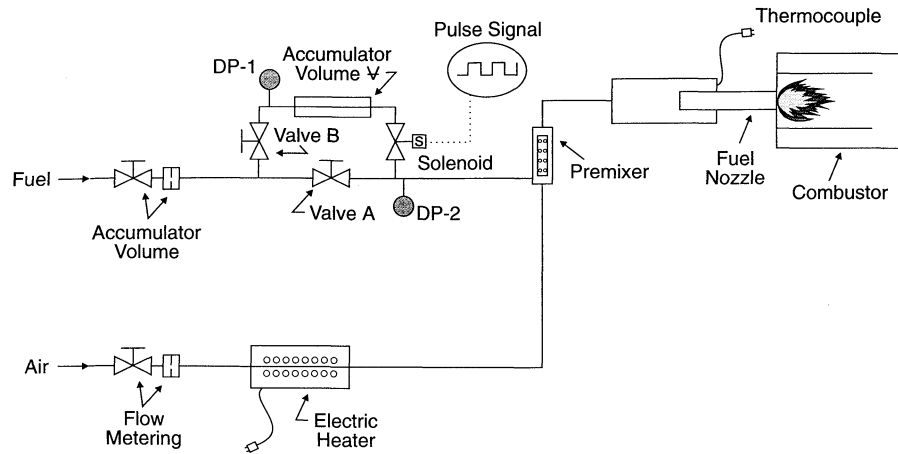 Thermocouple
Pulse Signal
Accumulator
Volume V
DP-1
Valve B
S
Solenoid
Premixer
Fuel
Nozzle
Combustor
Fuel
Valve A
DP-2
Accumulator
Volume
Air
Flow
Metering
Electric
Heater